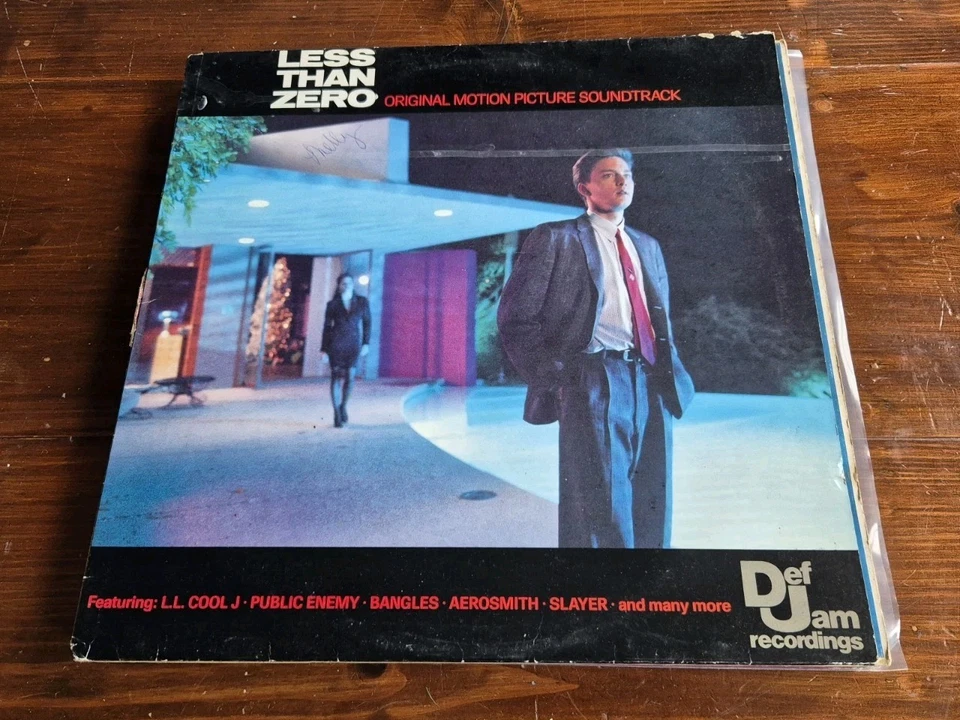 LESS
THAN
ZERO
ORIGINAL MOTION PICTURE SOUNDTRACK
Shelly
Featuring: L.L. COOL J · PUBLIC ENEMY · BANGLES · AEROSMITH · SLAYER · and many more
Def
Jam
recordings